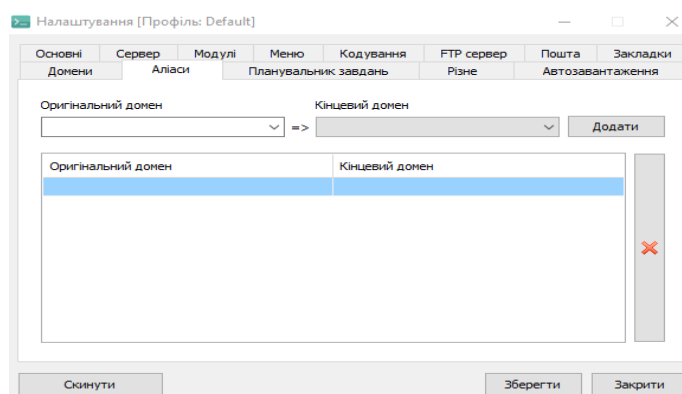 Налаштування [Профіль: Default]
Основні Сервер Модулі Меню Кодування FTP сервер Пошта Закладки
Домени Аліаси Планувальник завдань Різне Автозавантаження
Оригінальний домен Кінцевий домен
=> Додати
Оригінальний домен Кінцевий домен
Скинути Зберегти Закрити